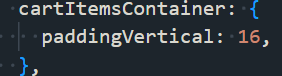 cartItemsContainer: {
  paddingVertical: 16,
},